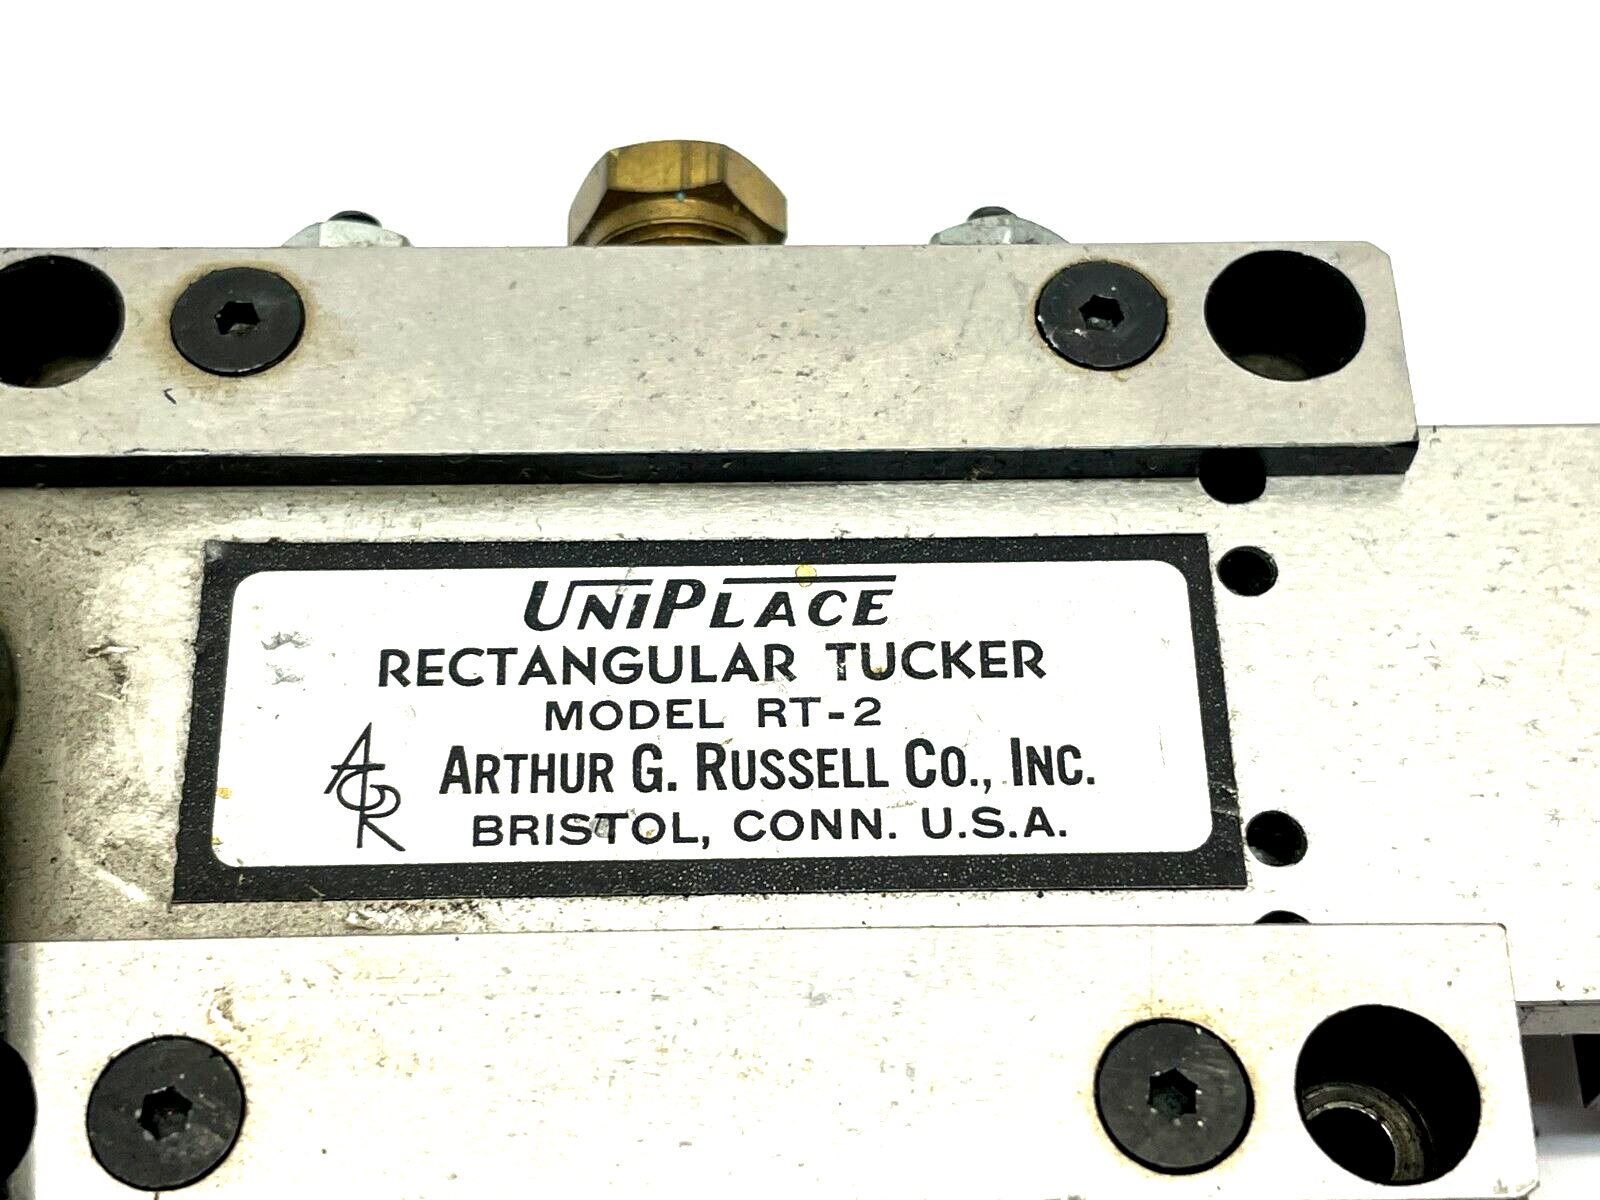 UNIPLACE
RECTANGULAR TUCKER
MODEL RT-2
AGR ARTHUR G. RUSSELL CO., INC.
BRISTOL, CONN. U.S.A.